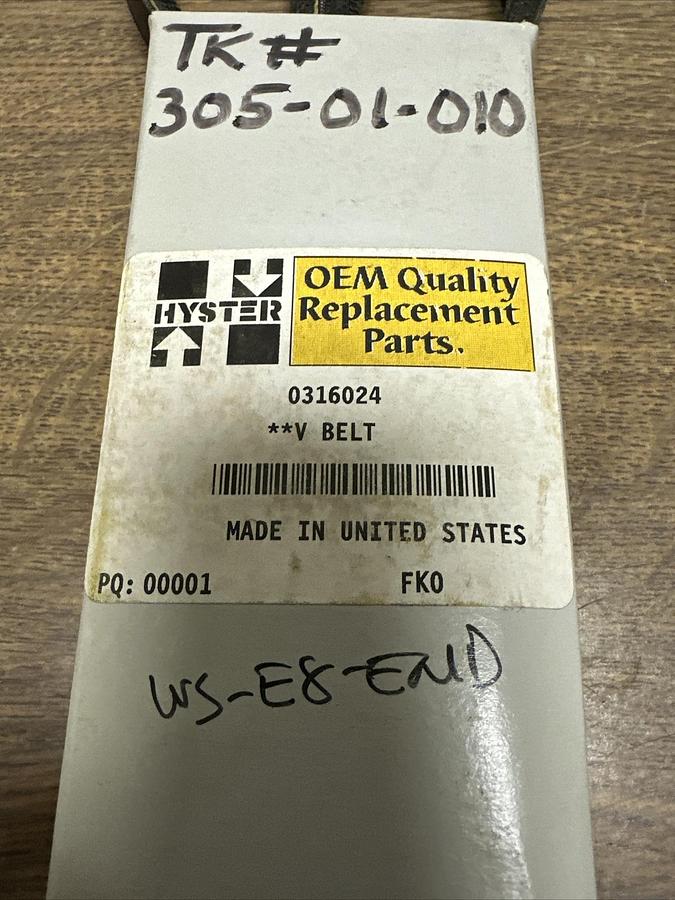 TK#
305-01-010
HYSTER
OEM Quality
Replacement
Parts.
0316024
**V BELT
MADE IN UNITED STATES
PQ: 00001 FKO
WS-E8-END